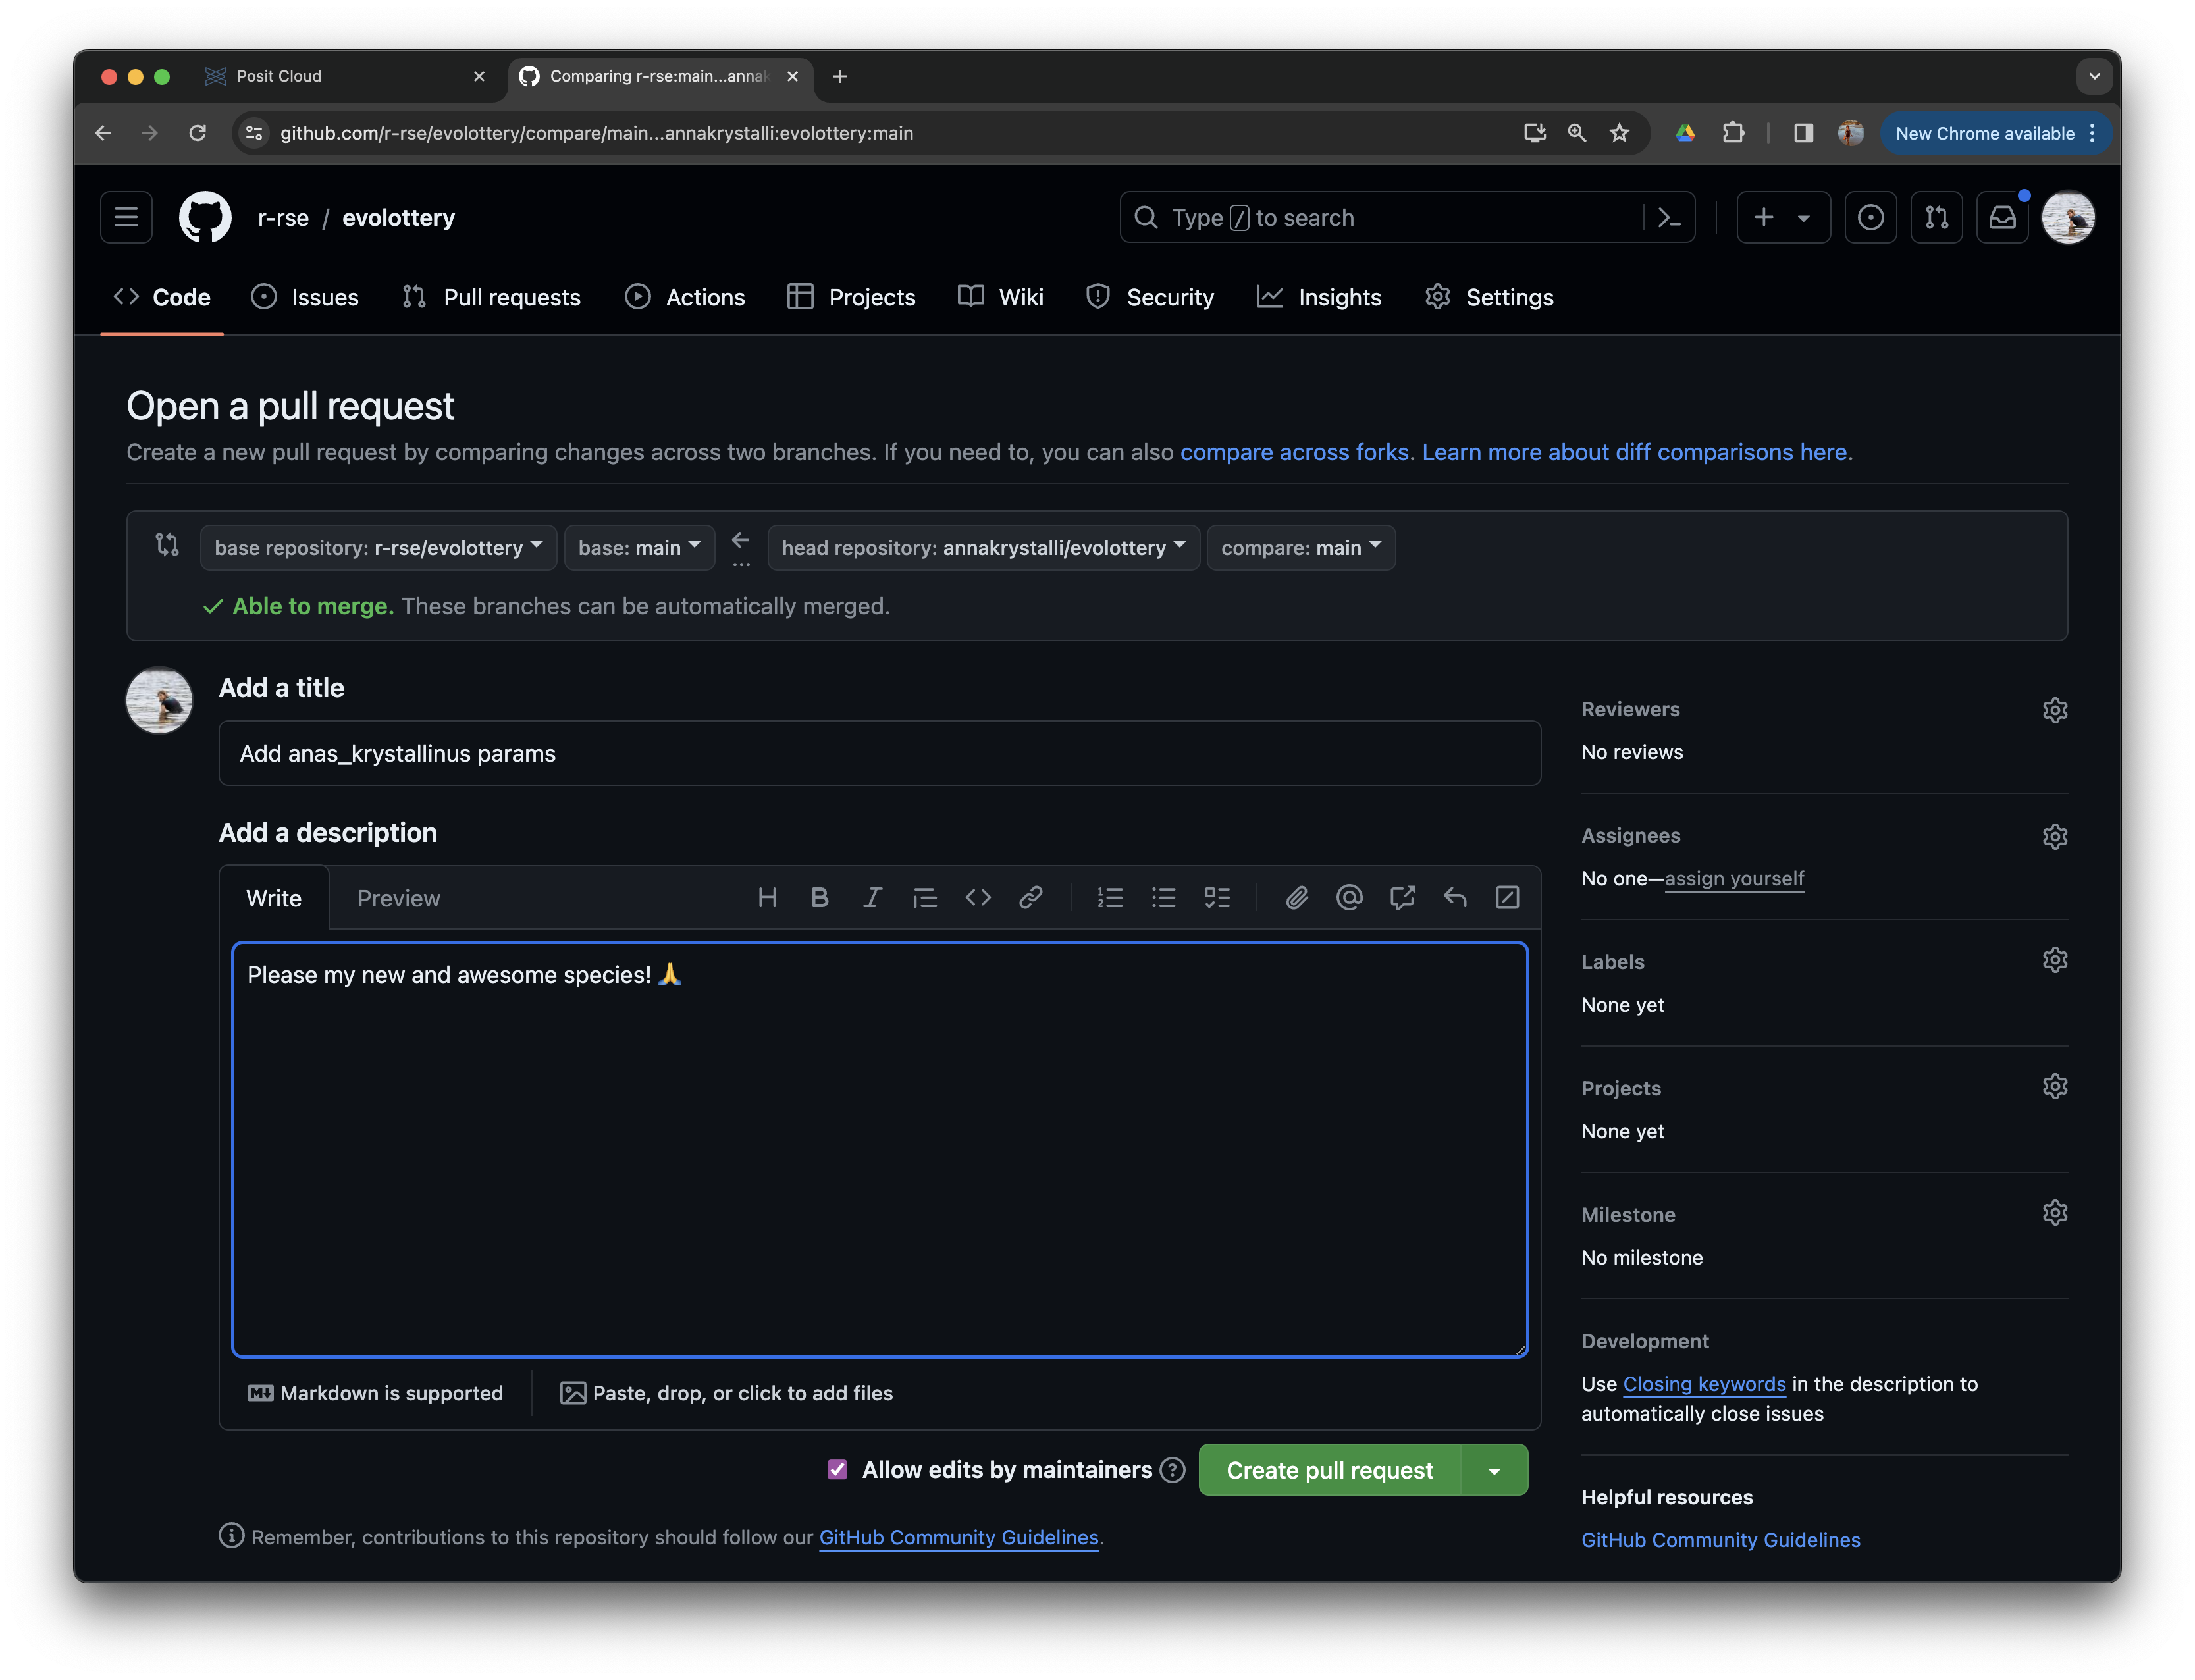 Posit Cloud
Comparing r-rse:main...annak
github.com/r-rse/evolottery/compare/main...annakrystalli:evolottery:main
New Chrome available
r-rse / evolottery
Type / to search
Code Issues Pull requests Actions Projects Wiki Security Insights Settings
Open a pull request
Create a new pull request by comparing changes across two branches. If you need to, you can also compare across forks. Learn more about diff comparisons here.
base repository: r-rse/evolottery base: main ← ... head repository: annakrystalli/evolottery compare: main
Able to merge. These branches can be automatically merged.
Add a title
Add anas_krystallinus params
Add a description
Write Preview
Please my new and awesome species! 🙏
Markdown is supported
Paste, drop, or click to add files
Allow edits by maintainers
Create pull request
Remember, contributions to this repository should follow our GitHub Community Guidelines.
Reviewers
No reviews
Assignees
No one—assign yourself
Labels
None yet
Projects
None yet
Milestone
No milestone
Development
Use Closing keywords in the description to
automatically close issues
Helpful resources
GitHub Community Guidelines